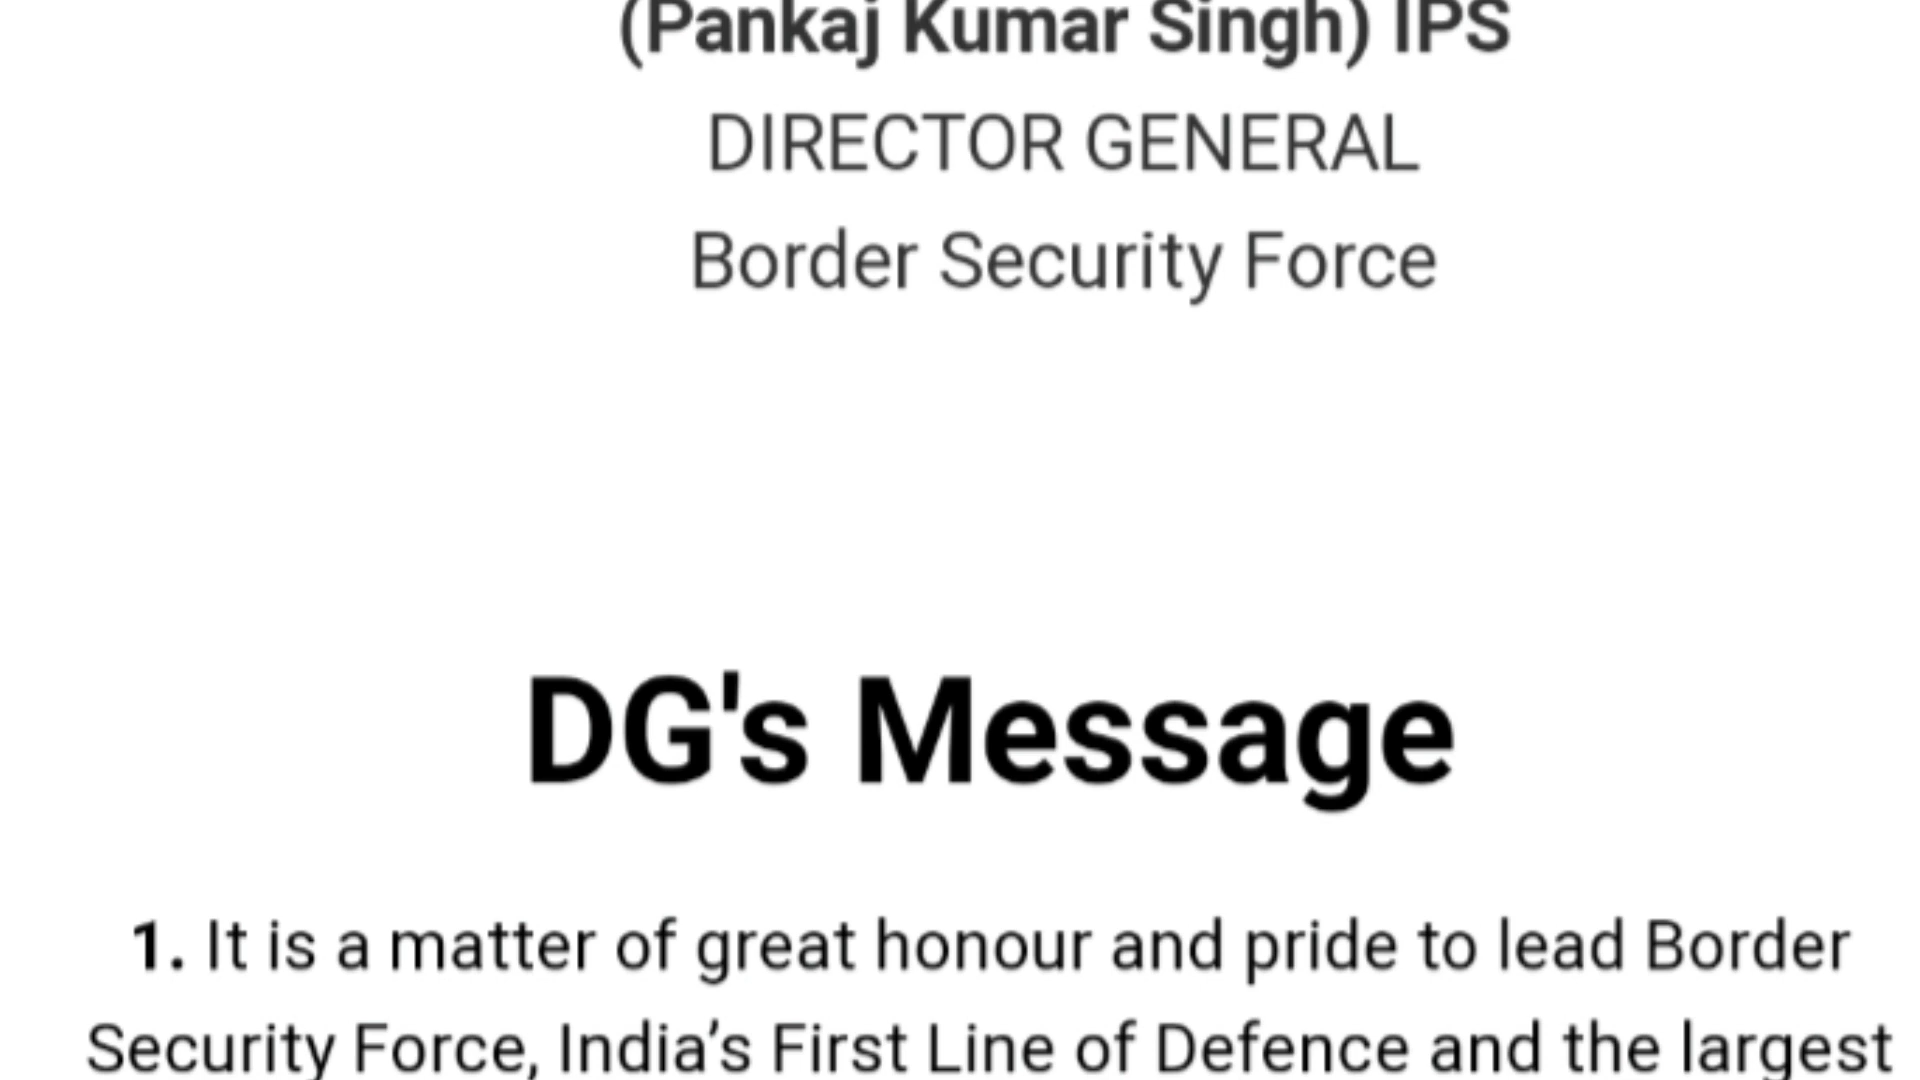 (Pankaj Kumar Singh) IPS
DIRECTOR GENERAL
Border Security Force
DG's Message
1. It is a matter of great honour and pride to lead Border
Security Force, India’s First Line of Defence and the largest